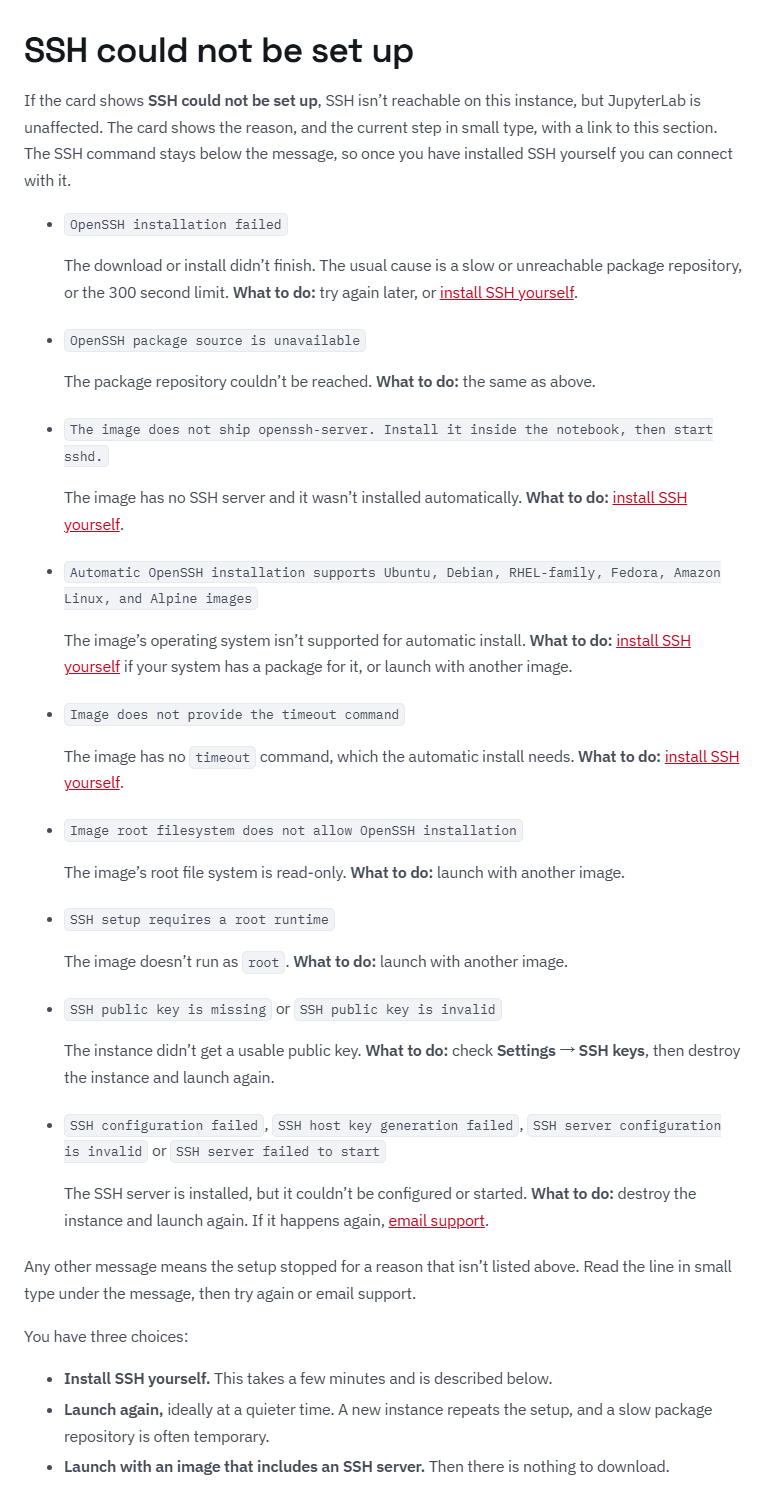 SSH could not be set up
If the card shows SSH could not be set up, SSH isn’t reachable on this instance, but JupyterLab is
unaffected. The card shows the reason, and the current step in small type, with a link to this section.
The SSH command stays below the message, so once you have installed SSH yourself you can connect
with it.
• OpenSSH installation failed
The download or install didn’t finish. The usual cause is a slow or unreachable package repository,
or the 300 second limit. What to do: try again later, or install SSH yourself.
• OpenSSH package source is unavailable
The package repository couldn’t be reached. What to do: the same as above.
• The image does not ship openssh-server. Install it inside the notebook, then start
sshd.
The image has no SSH server and it wasn’t installed automatically. What to do: install SSH
yourself.
• Automatic OpenSSH installation supports Ubuntu, Debian, RHEL-family, Fedora, Amazon
Linux, and Alpine images
The image’s operating system isn’t supported for automatic install. What to do: install SSH
yourself if your system has a package for it, or launch with another image.
• Image does not provide the timeout command
The image has no timeout command, which the automatic install needs. What to do: install SSH
yourself.
• Image root filesystem does not allow OpenSSH installation
The image’s root file system is read-only. What to do: launch with another image.
• SSH setup requires a root runtime
The image doesn’t run as root. What to do: launch with another image.
• SSH public key is missing or SSH public key is invalid
The instance didn’t get a usable public key. What to do: check Settings → SSH keys, then destroy
the instance and launch again.
• SSH configuration failed, SSH host key generation failed, SSH server configuration
is invalid or SSH server failed to start
The SSH server is installed, but it couldn’t be configured or started. What to do: destroy the
instance and launch again. If it happens again, email support.
Any other message means the setup stopped for a reason that isn’t listed above. Read the line in small
type under the message, then try again or email support.
You have three choices:
• Install SSH yourself. This takes a few minutes and is described below.
• Launch again, ideally at a quieter time. A new instance repeats the setup, and a slow package
repository is often temporary.
• Launch with an image that includes an SSH server. Then there is nothing to download.